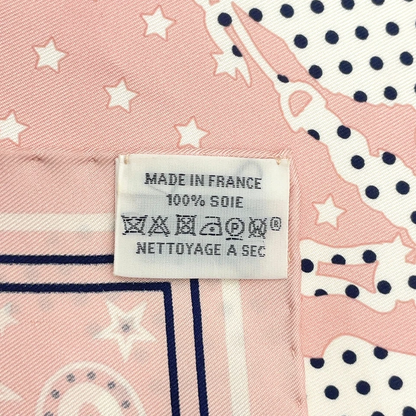 MADE IN FRANCE
100% SOIE
P ®
NETTOYAGE A SEC